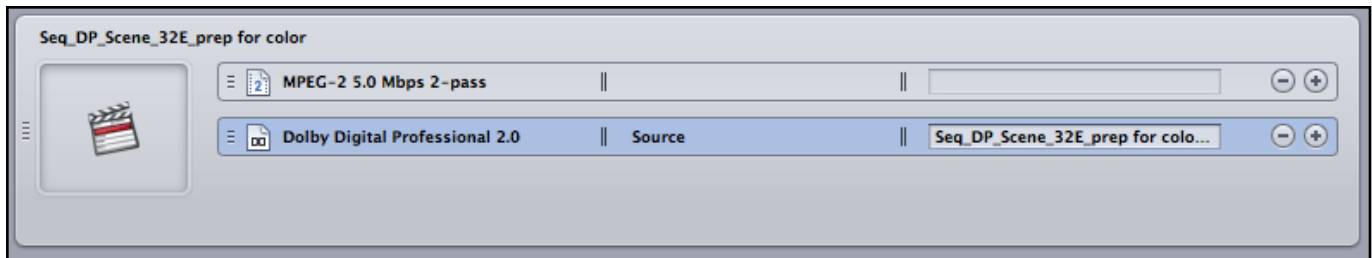 Seq_DP_Scene_32E_prep for color
2 MPEG-2 5.0 Mbps 2-pass
Dolby Digital Professional 2.0 Source Seq_DP_Scene_32E_prep for colo...